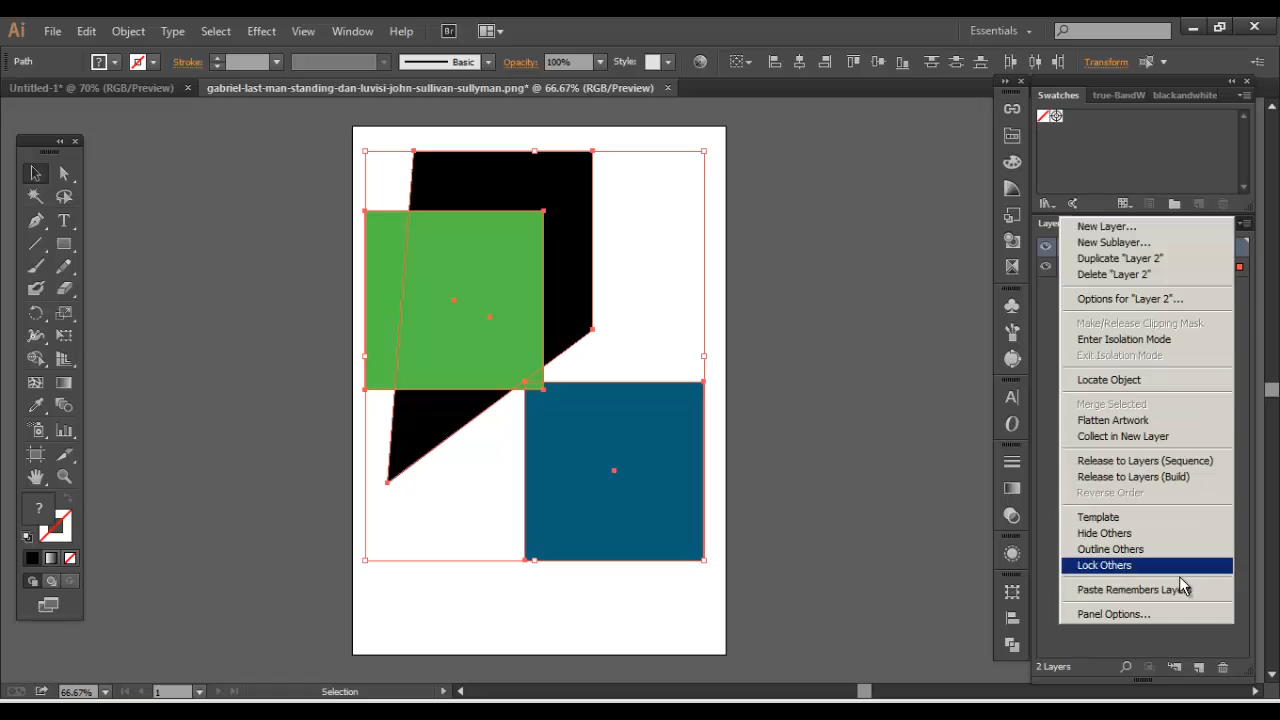 Ai File Edit Object Type Select Effect View Window Help Br Essentials
Path ? Stroke: Basic Opacity: 100% Style: Transform
Untitled-1* @ 70% (RGB/Preview) gabriel-last-man-standing-dan-luvisi-john-sullivan-sullyman.png* @ 66.67% (RGB/Preview)
Swatches true-BandW blackandwhite
New Layer...
New Sublayer...
Duplicate "Layer 2"
Delete "Layer 2"
Options for "Layer 2"...
Make/Release Clipping Mask
Enter Isolation Mode
Exit Isolation Mode
Locate Object
Merge Selected
Flatten Artwork
Collect in New Layer
Release to Layers (Sequence)
Release to Layers (Build)
Reverse Order
Template
Hide Others
Outline Others
Lock Others
Paste Remembers
Panel Options...
2 Layers
66.67% 1 Selection